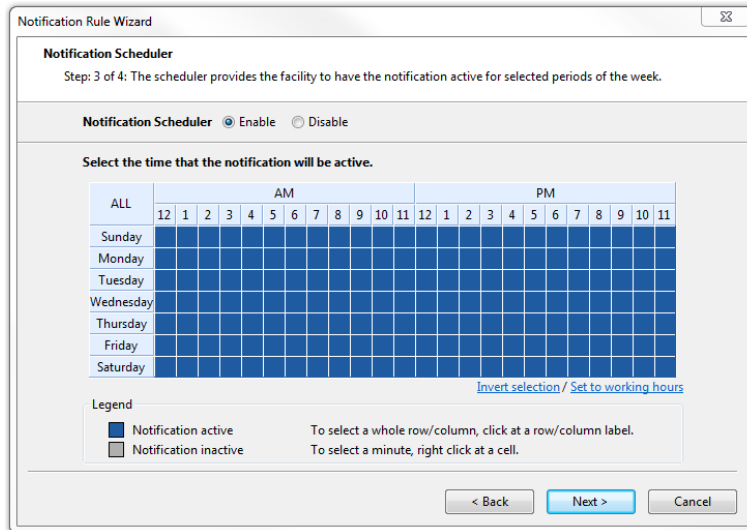 Notification Rule Wizard
Notification Scheduler
Step: 3 of 4: The scheduler provides the facility to have the notification active for selected periods of the week.
Notification Scheduler Enable Disable
Select the time that the notification will be active.
ALL AM PM
12 1 2 3 4 5 6 7 8 9 10 11 12 1 2 3 4 5 6 7 8 9 10 11
Sunday
Monday
Tuesday
Wednesday
Thursday
Friday
Saturday
Invert selection / Set to working hours
Legend
Notification active To select a whole row/column, click at a row/column label.
Notification inactive To select a minute, right click at a cell.
< Back Next > Cancel